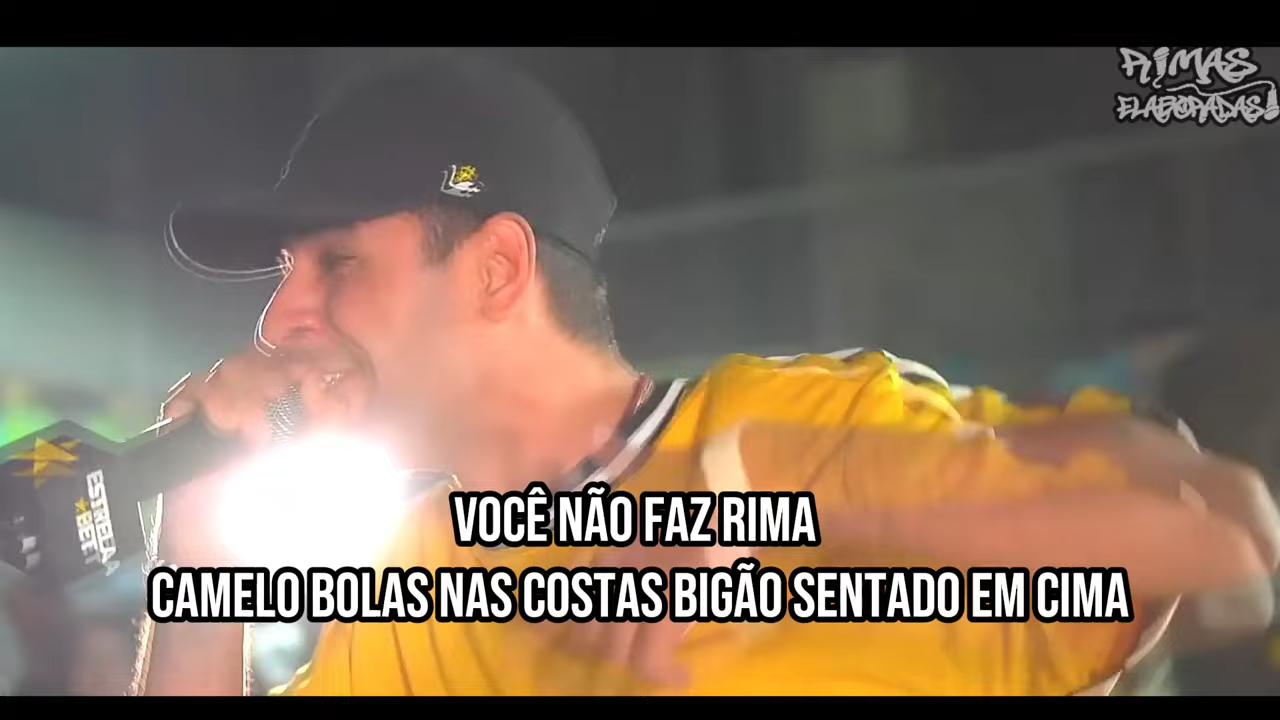 RIMAS
ELABORADAS!
ESTRELA
BET
VOCÊ NÃO FAZ RIMA
CAMELO BOLAS NAS COSTAS BIGÃO SENTADO EM CIMA